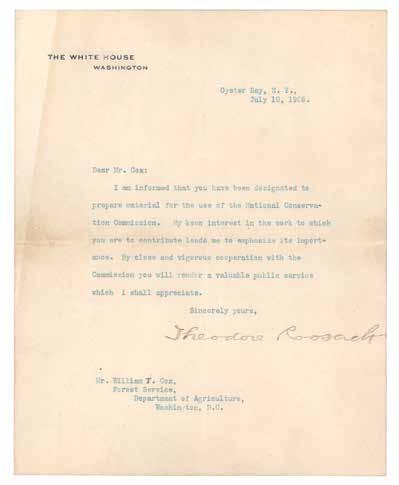 THE WHITE HOUSE
WASHINGTON
Oyster Bay, N. Y.,
July 10, 1908.
Dear Mr. Cox:
I am informed that you have been designated to
prepare material for the use of the National Conserva-
tion Commission. My keen interest in the work to which
you are to contribute leads me to emphasize its import-
ance. By close and vigorous cooperation with the
Commission you will render a valuable public service
which I shall appreciate.
Sincerely yours,
Theodore Roosevelt
Mr. William T. Cox,
Forest Service,
Department of Agriculture,
Washington, D.C.